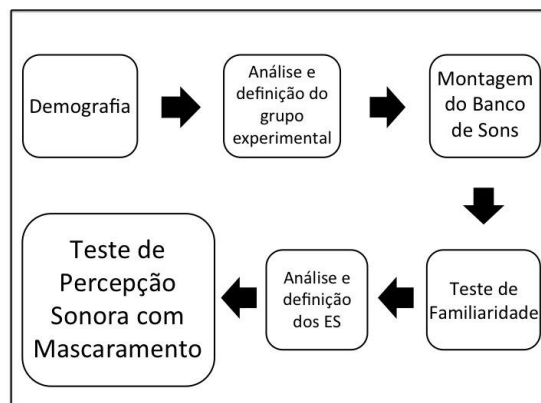 Demografia
Análise e
definição do
grupo
experimental
Montagem
do Banco
de Sons
Teste de
Familiaridade
Análise e
definição
dos ES
Teste de
Percepção
Sonora com
Mascaramento